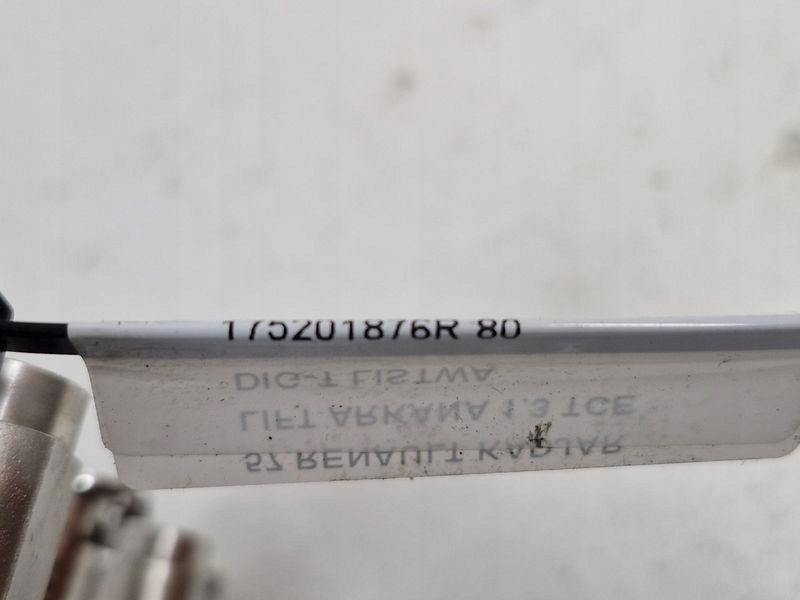 175201876R 80
DIG-T LISTWA
LIFT ARKANA 1.3 TCE
57 RENAULT KADJAR